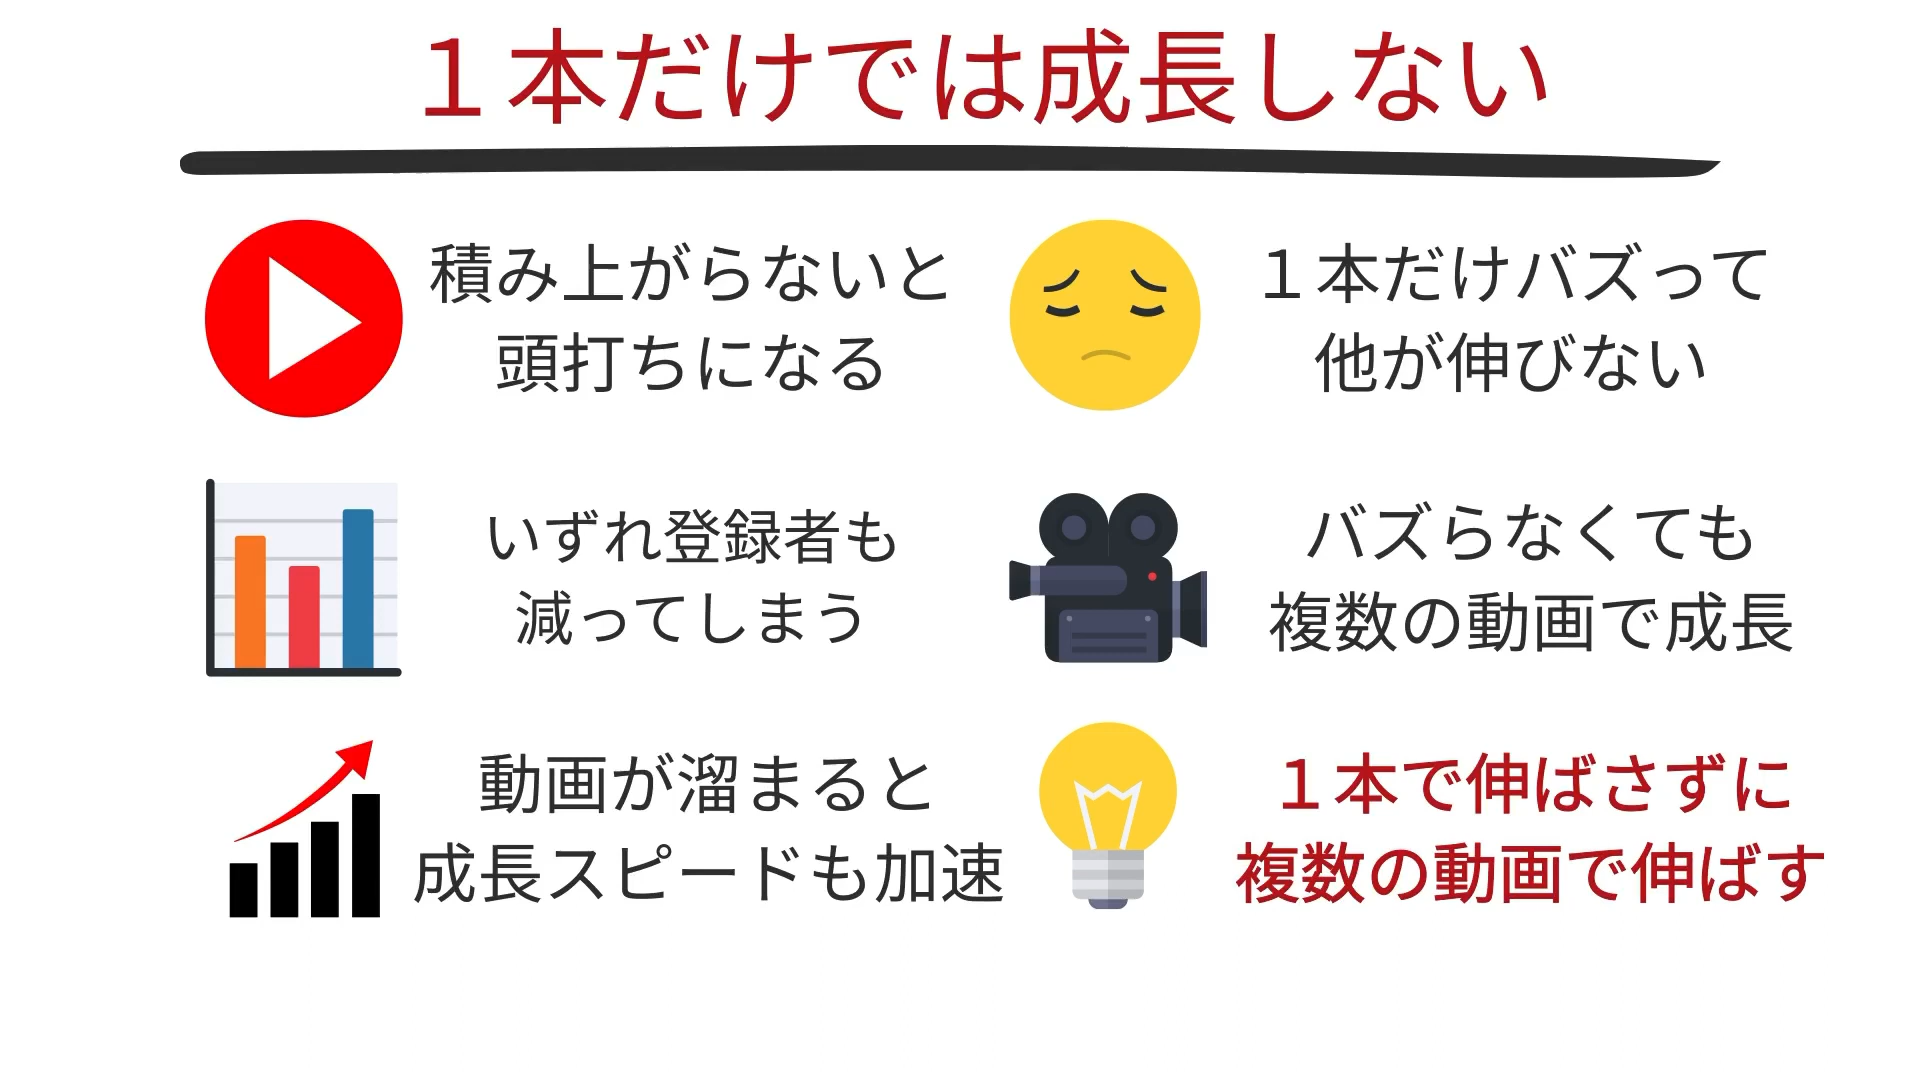 １本だけでは成長しない
積み上がらないと
頭打ちになる
１本だけバズって
他が伸びない
いずれ登録者も
減ってしまう
バズらなくても
複数の動画で成長
動画が溜まると
成長スピードも加速
１本で伸ばさずに
複数の動画で伸ばす